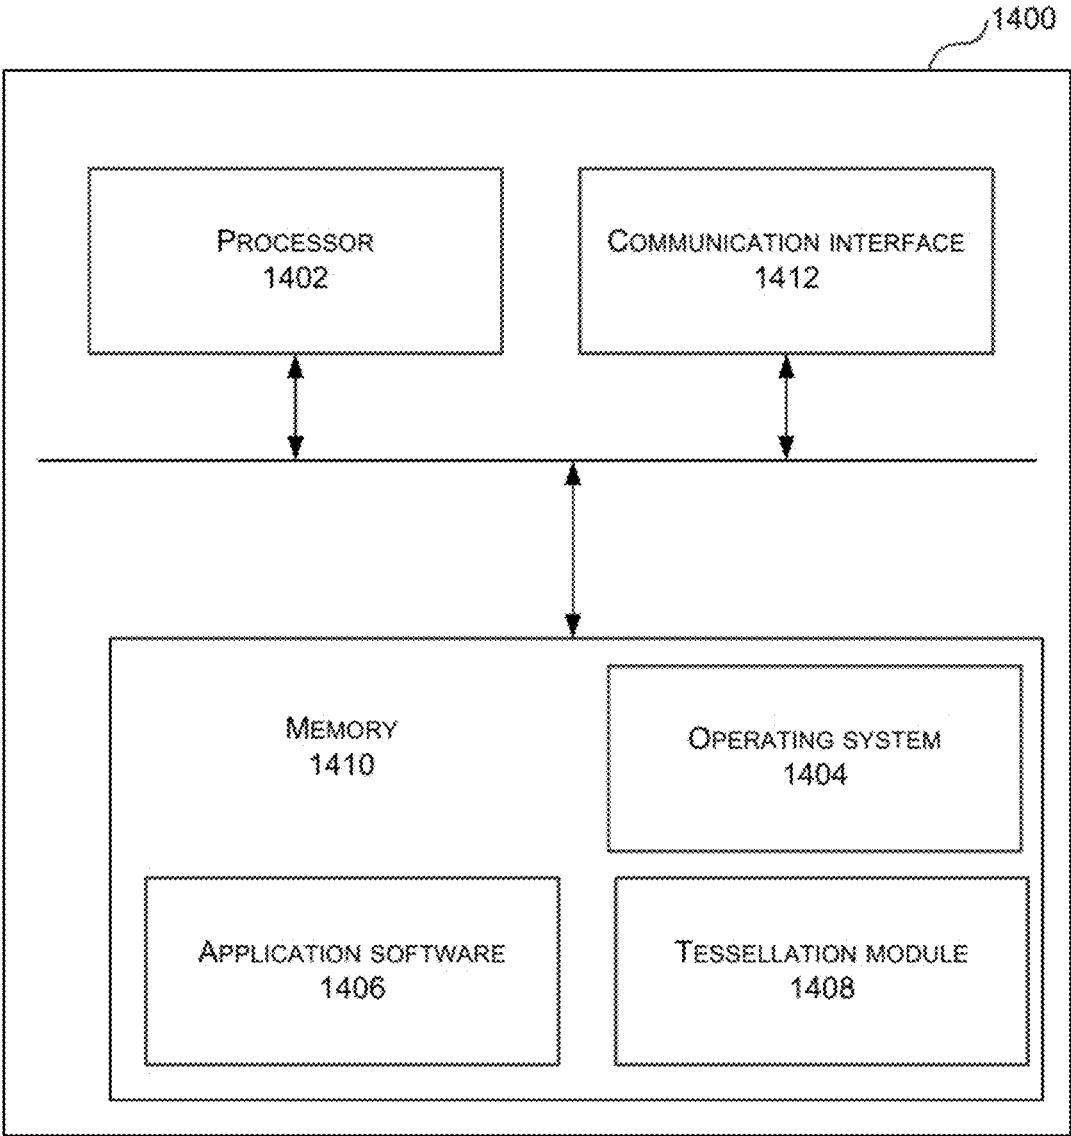 1400
PROCESSOR
1402
COMMUNICATION INTERFACE
1412
MEMORY
1410
OPERATING SYSTEM
1404
APPLICATION SOFTWARE
1406
TESSELLATION MODULE
1408